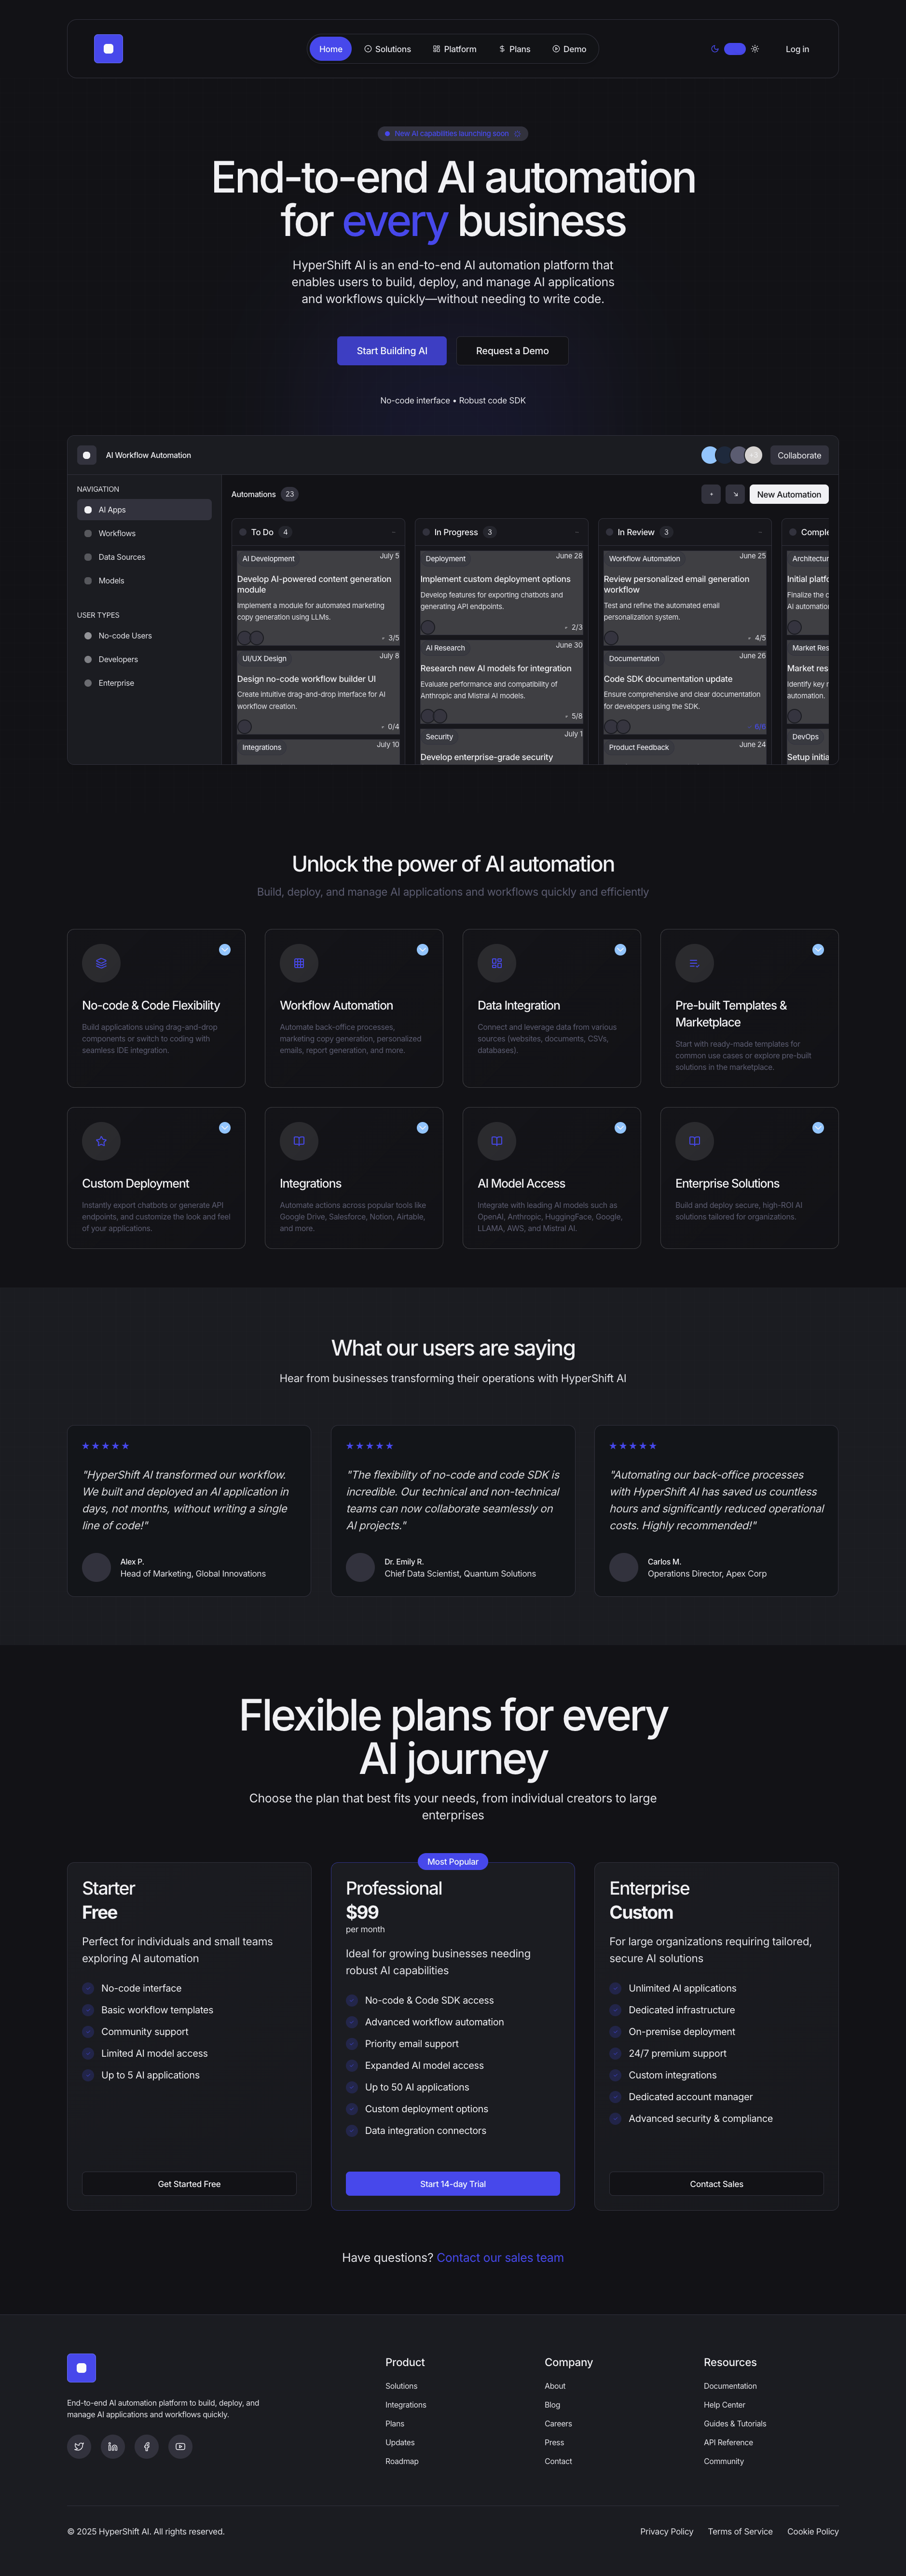 Home
Solutions
Platform
Plans
Demo
Log in
New AI capabilities launching soon
End-to-end AI automation
for every business
HyperShift AI is an end-to-end AI automation platform that
enables users to build, deploy, and manage AI applications
and workflows quickly—without needing to write code.
Start Building AI
Request a Demo
No-code interface • Robust code SDK
AI Workflow Automation
Collaborate
NAVIGATION
AI Apps
Workflows
Data Sources
Models
USER TYPES
No-code Users
Developers
Enterprise
Automations 23
New Automation
To Do 4
AI Development
July 5
Develop AI-powered content generation
module
Implement a module for automated marketing
copy generation using LLMs.
3/5
UI/UX Design
July 8
Design no-code workflow builder UI
Create intuitive drag-and-drop interface for AI
workflow creation.
0/4
Integrations
July 10
In Progress 3
Deployment
June 28
Implement custom deployment options
Develop features for exporting chatbots and
generating API endpoints.
2/3
AI Research
June 30
Research new AI models for integration
Evaluate performance and compatibility of
Anthropic and Mistral AI models.
5/8
Security
July 1
Develop enterprise-grade security
In Review 3
Workflow Automation
June 25
Review personalized email generation
workflow
Test and refine the automated email
personalization system.
4/5
Documentation
June 26
Code SDK documentation update
Ensure comprehensive and clear documentation
for developers using the SDK.
6/6
Product Feedback
June 24
Comple
Architectur
Initial platfo
Finalize the c
AI automation
Market Res
Market res
Identify key r
automation.
DevOps
Setup initia
Unlock the power of AI automation
Build, deploy, and manage AI applications and workflows quickly and efficiently
No-code & Code Flexibility
Build applications using drag-and-drop
components or switch to coding with
seamless IDE integration.
Workflow Automation
Automate back-office processes,
marketing copy generation, personalized
emails, report generation, and more.
Data Integration
Connect and leverage data from various
sources (websites, documents, CSVs,
databases).
Pre-built Templates &
Marketplace
Start with ready-made templates for
common use cases or explore pre-built
solutions in the marketplace.
Custom Deployment
Instantly export chatbots or generate API
endpoints, and customize the look and feel
of your applications.
Integrations
Automate actions across popular tools like
Google Drive, Salesforce, Notion, Airtable,
and more.
AI Model Access
Integrate with leading AI models such as
OpenAI, Anthropic, HuggingFace, Google,
LLAMA, AWS, and Mistral AI.
Enterprise Solutions
Build and deploy secure, high-ROI AI
solutions tailored for organizations.
What our users are saying
Hear from businesses transforming their operations with HyperShift AI
★★★★★
"HyperShift AI transformed our workflow.
We built and deployed an AI application in
days, not months, without writing a single
line of code!"
Alex P.
Head of Marketing, Global Innovations
★★★★★
"The flexibility of no-code and code SDK is
incredible. Our technical and non-technical
teams can now collaborate seamlessly on
AI projects."
Dr. Emily R.
Chief Data Scientist, Quantum Solutions
★★★★★
"Automating our back-office processes
with HyperShift AI has saved us countless
hours and significantly reduced operational
costs. Highly recommended!"
Carlos M.
Operations Director, Apex Corp
Flexible plans for every
AI journey
Choose the plan that best fits your needs, from individual creators to large
enterprises
Starter
Free
Perfect for individuals and small teams
exploring AI automation
No-code interface
Basic workflow templates
Community support
Limited AI model access
Up to 5 AI applications
Get Started Free
Most Popular
Professional
$99
per month
Ideal for growing businesses needing
robust AI capabilities
No-code & Code SDK access
Advanced workflow automation
Priority email support
Expanded AI model access
Up to 50 AI applications
Custom deployment options
Data integration connectors
Start 14-day Trial
Enterprise
Custom
For large organizations requiring tailored,
secure AI solutions
Unlimited AI applications
Dedicated infrastructure
On-premise deployment
24/7 premium support
Custom integrations
Dedicated account manager
Advanced security & compliance
Contact Sales
Have questions? Contact our sales team
End-to-end AI automation platform to build, deploy, and
manage AI applications and workflows quickly.
Product
Solutions
Integrations
Plans
Updates
Roadmap
Company
About
Blog
Careers
Press
Contact
Resources
Documentation
Help Center
Guides & Tutorials
API Reference
Community
© 2025 HyperShift AI. All rights reserved.
Privacy Policy
Terms of Service
Cookie Policy